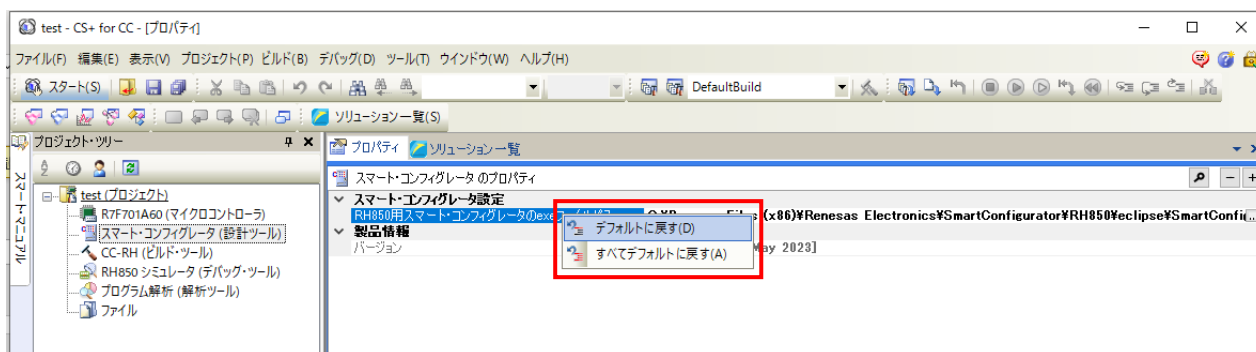 test - CS+ for CC - [プロパティ]
ファイル(F) 編集(E) 表示(V) プロジェクト(P) ビルド(B) デバッグ(D) ツール(T) ウインドウ(W) ヘルプ(H)
スタート(S) DefaultBuild
ソリューション一覧(S)
スマート・マニュアル
プロジェクト・ツリー
test (プロジェクト)
R7F701A60 (マイクロコントローラ)
スマート・コンフィグレータ (設計ツール)
CC-RH (ビルド・ツール)
RH850 シミュレータ (デバッグ・ツール)
プログラム解析 (解析ツール)
ファイル
プロパティ ソリューション一覧
スマート・コンフィグレータ のプロパティ
スマート・コンフィグレータ設定
RH850用スマート・コンフィグレータのexe (x86)¥Renesas Electronics¥SmartConfigurator¥RH850¥eclipse¥SmartConfi...
製品情報
バージョン May 2023]
デフォルトに戻す(D)
すべてデフォルトに戻す(A)